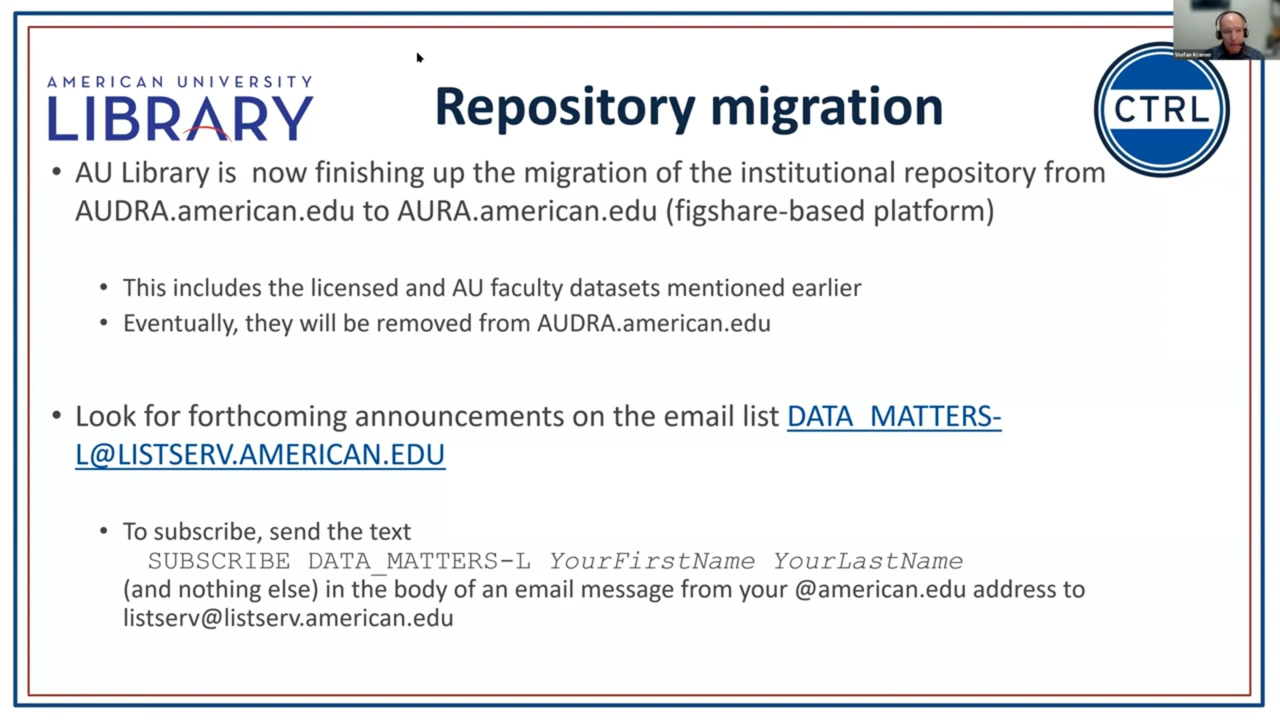 Stefan Kramer
AMERICAN UNIVERSITY
LIBRARY
Repository migration
CTRL
• AU Library is now finishing up the migration of the institutional repository from
AUDRA.american.edu to AURA.american.edu (figshare-based platform)
• This includes the licensed and AU faculty datasets mentioned earlier
• Eventually, they will be removed from AUDRA.american.edu
• Look for forthcoming announcements on the email list DATA_MATTERS-
L@LISTSERV.AMERICAN.EDU
• To subscribe, send the text
SUBSCRIBE DATA_MATTERS-L YourFirstName YourLastName
(and nothing else) in the body of an email message from your @american.edu address to
listserv@listserv.american.edu